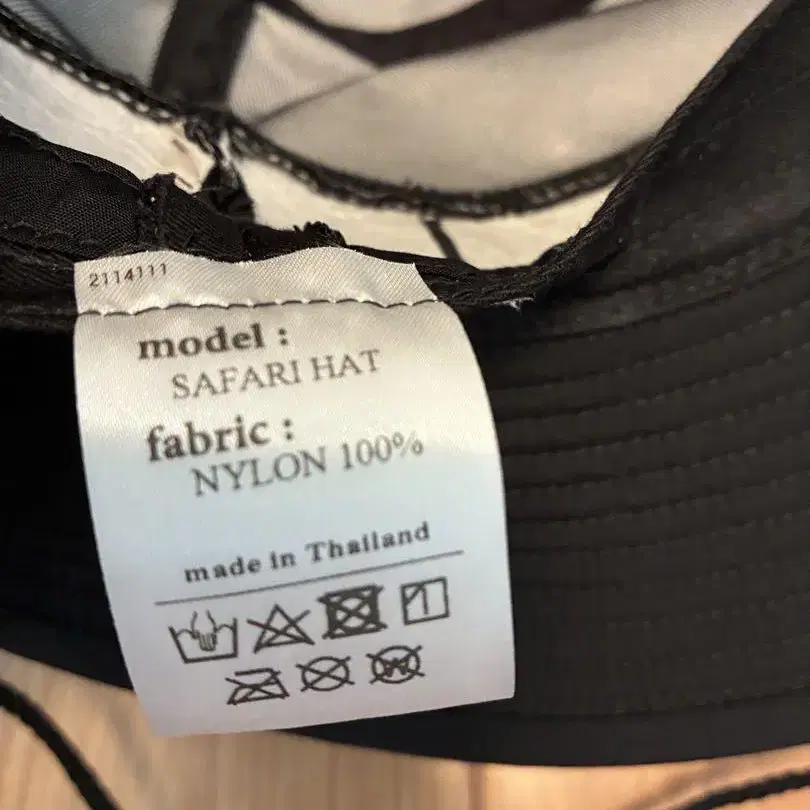 2114111
model :
SAFARI HAT
fabric :
NYLON 100%
made in Thailand
W